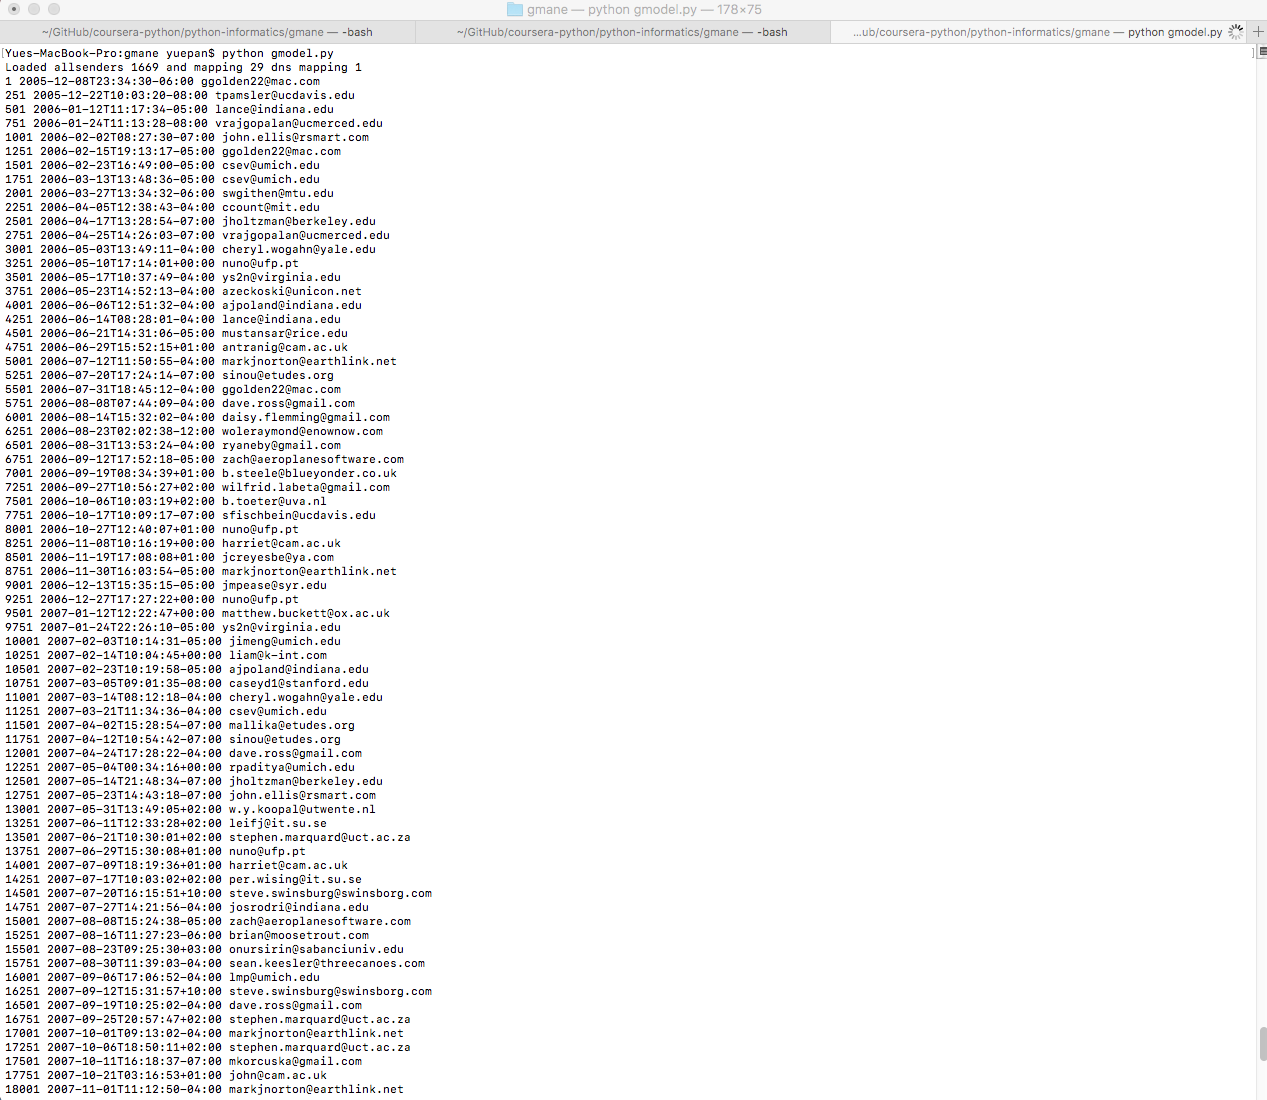 gmane — python gmodel.py — 178×75
~/GitHub/coursera-python/python-informatics/gmane — -bash
~/GitHub/coursera-python/python-informatics/gmane — -bash
...ub/coursera-python/python-informatics/gmane — python gmodel.py
+
[Yues-MacBook-Pro:gmane yuepan$ python gmodel.py ]
Loaded allsenders 1669 and mapping 29 dns mapping 1
1 2005-12-08T23:34:30-06:00 ggolden22@mac.com
251 2005-12-22T10:03:20-08:00 tpamsler@ucdavis.edu
501 2006-01-12T11:17:34-05:00 lance@indiana.edu
751 2006-01-24T11:13:28-08:00 vrajgopalan@ucmerced.edu
1001 2006-02-02T08:27:30-07:00 john.ellis@rsmart.com
1251 2006-02-15T19:13:17-05:00 ggolden22@mac.com
1501 2006-02-23T16:49:00-05:00 csev@umich.edu
1751 2006-03-13T13:48:36-05:00 csev@umich.edu
2001 2006-03-27T13:34:32-06:00 swgithen@mtu.edu
2251 2006-04-05T12:38:43-04:00 ccount@mit.edu
2501 2006-04-17T13:28:54-07:00 jholtzman@berkeley.edu
2751 2006-04-25T14:26:03-07:00 vrajgopalan@ucmerced.edu
3001 2006-05-03T13:49:11-04:00 cheryl.wogahn@yale.edu
3251 2006-05-10T17:14:01+00:00 nuno@ufp.pt
3501 2006-05-17T10:37:49-04:00 ys2n@virginia.edu
3751 2006-05-23T14:52:13-04:00 azeckoski@unicon.net
4001 2006-06-06T12:51:32-04:00 ajpoland@indiana.edu
4251 2006-06-14T08:28:01-04:00 lance@indiana.edu
4501 2006-06-21T14:31:06-05:00 mustansar@rice.edu
4751 2006-06-29T15:52:15+01:00 antranig@cam.ac.uk
5001 2006-07-12T11:50:55-04:00 markjnorton@earthlink.net
5251 2006-07-20T17:24:14-07:00 sinou@etudes.org
5501 2006-07-31T18:45:12-04:00 ggolden22@mac.com
5751 2006-08-08T07:44:09-04:00 dave.ross@gmail.com
6001 2006-08-14T15:32:02-04:00 daisy.flemming@gmail.com
6251 2006-08-23T02:02:38-12:00 woleraymond@enownow.com
6501 2006-08-31T13:53:24-04:00 ryaneby@gmail.com
6751 2006-09-12T17:52:18-05:00 zach@aeroplanesoftware.com
7001 2006-09-19T08:34:39+01:00 b.steele@blueyonder.co.uk
7251 2006-09-27T10:56:27+02:00 wilfrid.labeta@gmail.com
7501 2006-10-06T10:03:19+02:00 b.toeter@uva.nl
7751 2006-10-17T10:09:17-07:00 sfischbein@ucdavis.edu
8001 2006-10-27T12:40:07+01:00 nuno@ufp.pt
8251 2006-11-08T10:16:19+00:00 harriet@cam.ac.uk
8501 2006-11-19T17:08:08+01:00 jcreyesbe@ya.com
8751 2006-11-30T16:03:54-05:00 markjnorton@earthlink.net
9001 2006-12-13T15:35:15-05:00 jmpease@syr.edu
9251 2006-12-27T17:27:22+00:00 nuno@ufp.pt
9501 2007-01-12T12:22:47+00:00 matthew.buckett@ox.ac.uk
9751 2007-01-24T22:26:10-05:00 ys2n@virginia.edu
10001 2007-02-03T10:14:31-05:00 jimeng@umich.edu
10251 2007-02-14T10:04:45+00:00 liam@k-int.com
10501 2007-02-23T10:19:58-05:00 ajpoland@indiana.edu
10751 2007-03-05T09:01:35-08:00 caseyd1@stanford.edu
11001 2007-03-14T08:12:18-04:00 cheryl.wogahn@yale.edu
11251 2007-03-21T11:34:36-04:00 csev@umich.edu
11501 2007-04-02T15:28:54-07:00 mallika@etudes.org
11751 2007-04-12T10:54:42-07:00 sinou@etudes.org
12001 2007-04-24T17:28:22-04:00 dave.ross@gmail.com
12251 2007-05-04T00:34:16+00:00 rpaditya@umich.edu
12501 2007-05-14T21:48:34-07:00 jholtzman@berkeley.edu
12751 2007-05-23T14:43:18-07:00 john.ellis@rsmart.com
13001 2007-05-31T13:49:05+02:00 w.y.koopal@utwente.nl
13251 2007-06-11T12:33:28+02:00 leifj@it.su.se
13501 2007-06-21T10:30:01+02:00 stephen.marquard@uct.ac.za
13751 2007-06-29T15:30:08+01:00 nuno@ufp.pt
14001 2007-07-09T18:19:36+01:00 harriet@cam.ac.uk
14251 2007-07-17T10:03:02+02:00 per.wising@it.su.se
14501 2007-07-20T16:15:51+10:00 steve.swinsburg@swinsborg.com
14751 2007-07-27T14:21:56-04:00 josrodri@indiana.edu
15001 2007-08-08T15:24:38-05:00 zach@aeroplanesoftware.com
15251 2007-08-16T11:27:23-06:00 brian@moosetrout.com
15501 2007-08-23T09:25:30+03:00 onursirin@sabanciuniv.edu
15751 2007-08-30T11:39:03-04:00 sean.keesler@threecanoes.com
16001 2007-09-06T17:06:52-04:00 lmp@umich.edu
16251 2007-09-12T15:31:57+10:00 steve.swinsburg@swinsborg.com
16501 2007-09-19T10:25:02-04:00 dave.ross@gmail.com
16751 2007-09-25T20:57:47+02:00 stephen.marquard@uct.ac.za
17001 2007-10-01T09:13:02-04:00 markjnorton@earthlink.net
17251 2007-10-06T18:50:11+02:00 stephen.marquard@uct.ac.za
17501 2007-10-11T16:18:37-07:00 mkorcuska@gmail.com
17751 2007-10-21T03:16:53+01:00 john@cam.ac.uk
18001 2007-11-01T11:12:50-04:00 markjnorton@earthlink.net